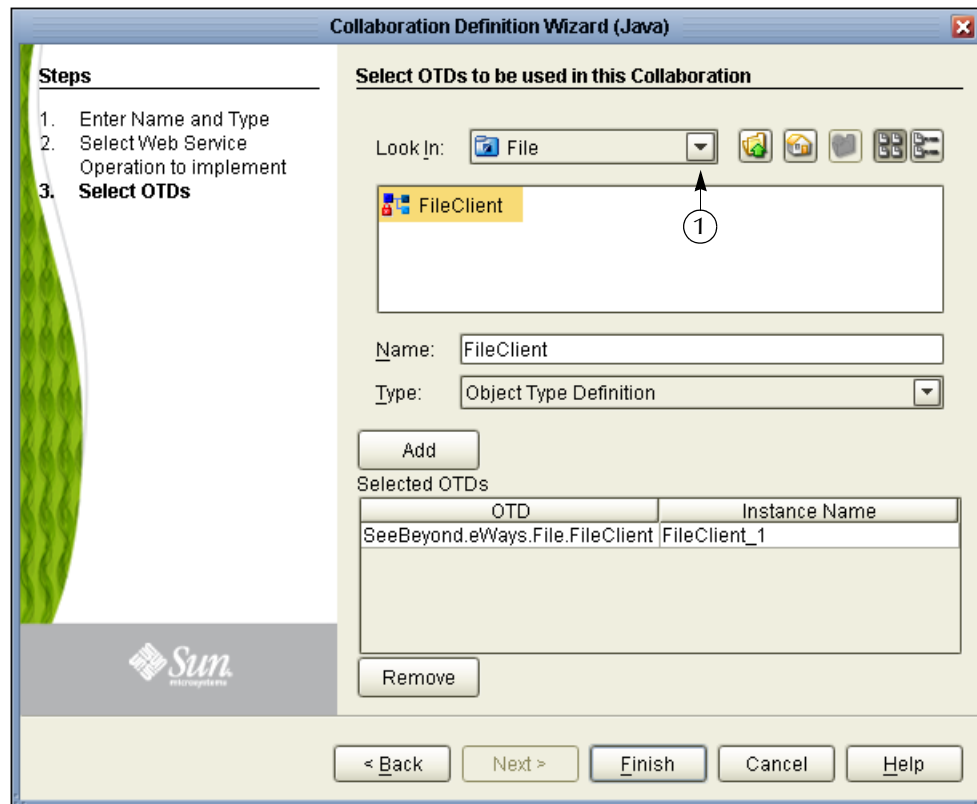 Collaboration Definition Wizard (Java)
Steps
1. Enter Name and Type
2. Select Web Service
Operation to implement
3. Select OTDs
Select OTDs to be used in this Collaboration
Look In: File
1
FileClient
Name: FileClient
Type: Object Type Definition
Add
Selected OTDs
OTD Instance Name
SeeBeyond.eWays.File.FileClient FileClient_1
Remove
Sun
microsystems
< Back Next > Finish Cancel Help